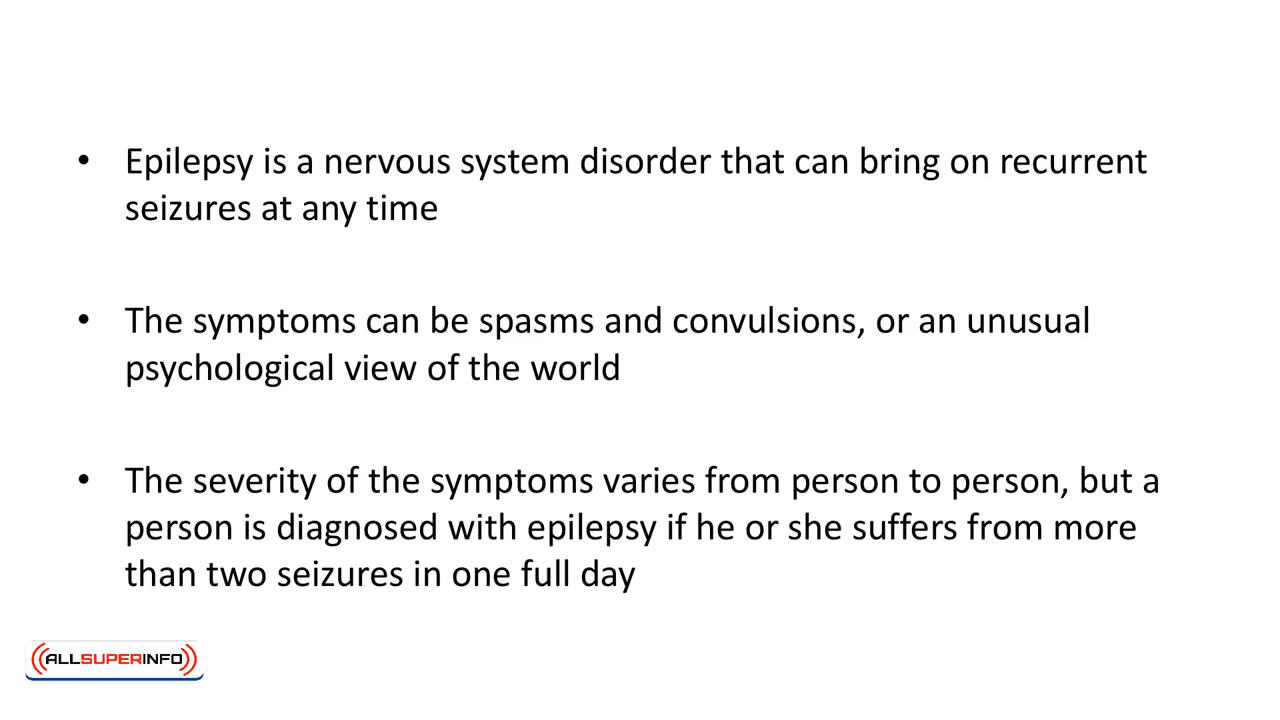 • Epilepsy is a nervous system disorder that can bring on recurrent
seizures at any time
• The symptoms can be spasms and convulsions, or an unusual
psychological view of the world
• The severity of the symptoms varies from person to person, but a
person is diagnosed with epilepsy if he or she suffers from more
than two seizures in one full day
ALLSUPERINFO